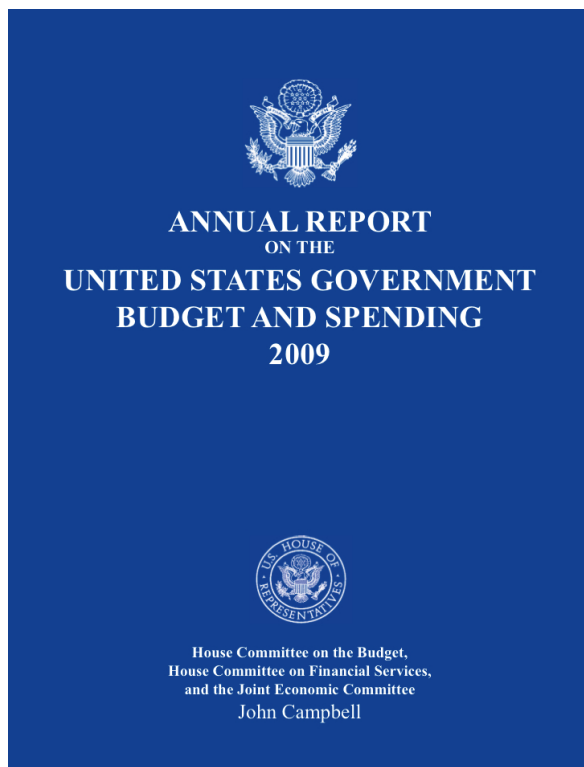 ANNUAL REPORT
ON THE
UNITED STATES GOVERNMENT
BUDGET AND SPENDING
2009
U.S. HOUSE OF
REPRESENTATIVES
House Committee on the Budget,
House Committee on Financial Services,
and the Joint Economic Committee
John Campbell